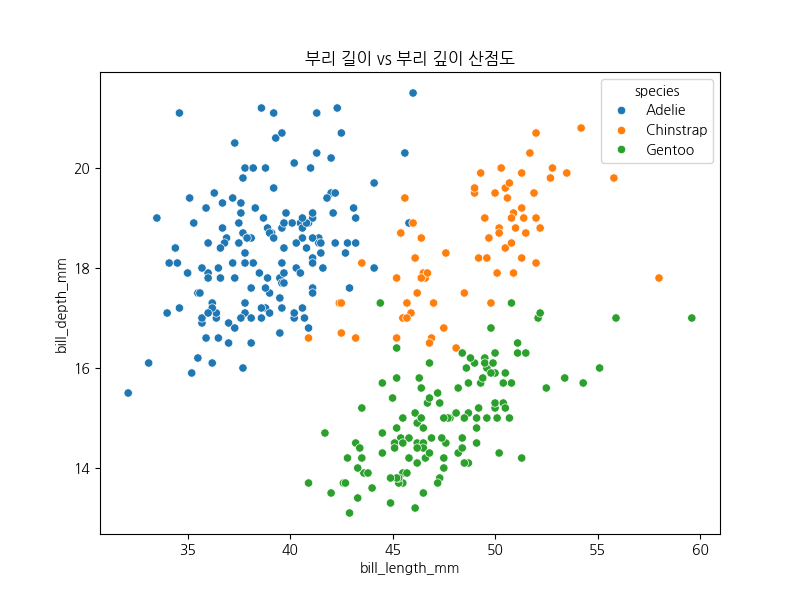 부리 길이 vs 부리 깊이 산점도
species
Adelie
Chinstrap
Gentoo
bill_depth_mm
20
18
16
14
35 40 45 50 55 60
bill_length_mm